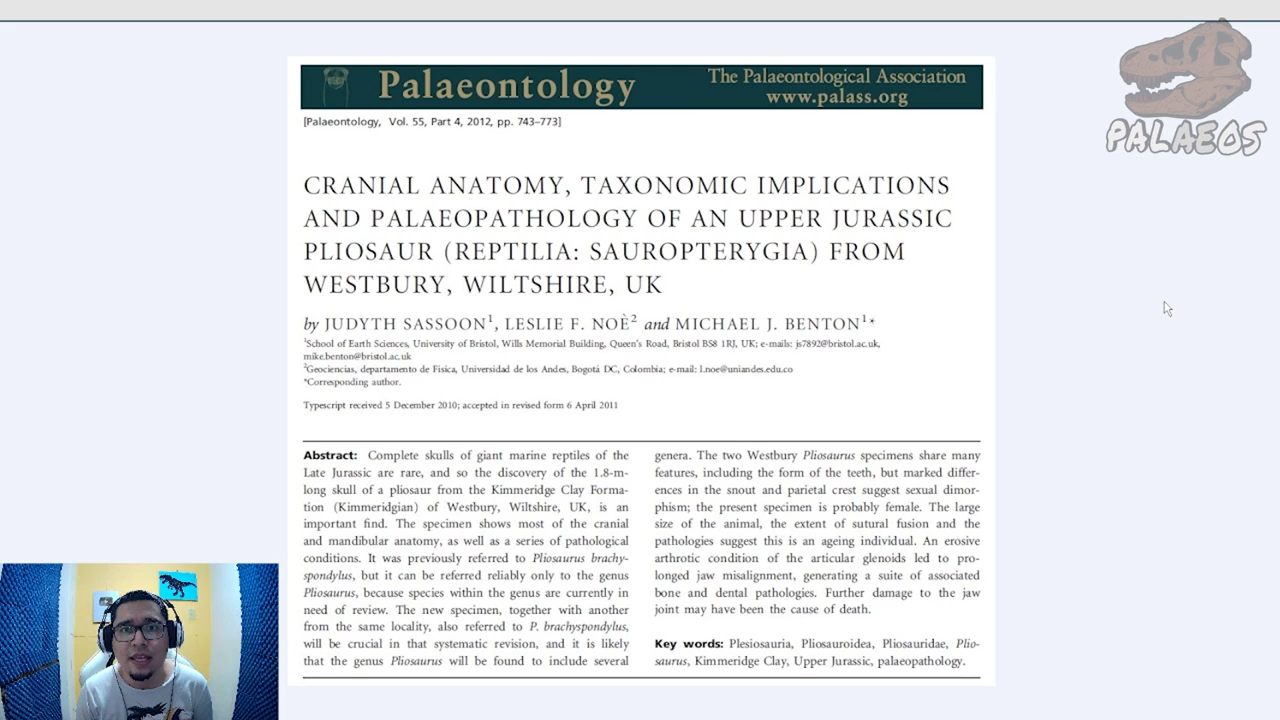 PALAEOS
Palaeontology
The Palaeontological Association
www.palass.org
[Palaeontology, Vol. 55, Part 4, 2012, pp. 743–773]
CRANIAL ANATOMY, TAXONOMIC IMPLICATIONS
AND PALAEOPATHOLOGY OF AN UPPER JURASSIC
PLIOSAUR (REPTILIA: SAUROPTERYGIA) FROM
WESTBURY, WILTSHIRE, UK
by JUDYTH SASSOON¹, LESLIE F. NOÈ² and MICHAEL J. BENTON¹*
¹School of Earth Sciences, University of Bristol, Wills Memorial Building, Queen's Road, Bristol BS8 1RJ, UK; e-mails: js7892@bristol.ac.uk,
mike.benton@bristol.ac.uk
²Geociencias, departamento de Fisica, Universidad de los Andes, Bogotá DC, Colombia; e-mail: l.noe@uniandes.edu.co
*Corresponding author.
Typescript received 5 December 2010; accepted in revised form 6 April 2011
Abstract: Complete skulls of giant marine reptiles of the
Late Jurassic are rare, and so the discovery of the 1.8-m-
long skull of a pliosaur from the Kimmeridge Clay Forma-
tion (Kimmeridgian) of Westbury, Wiltshire, UK, is an
important find. The specimen shows most of the cranial
and mandibular anatomy, as well as a series of pathological
conditions. It was previously referred to Pliosaurus brachy-
spondylus, but it can be referred reliably only to the genus
Pliosaurus, because species within the genus are currently in
need of review. The new specimen, together with another
from the same locality, also referred to P. brachyspondylus,
will be crucial in that systematic revision, and it is likely
that the genus Pliosaurus will be found to include several
genera. The two Westbury Pliosaurus specimens share many
features, including the form of the teeth, but marked differ-
ences in the snout and parietal crest suggest sexual dimor-
phism; the present specimen is probably female. The large
size of the animal, the extent of sutural fusion and the
pathologies suggest this is an ageing individual. An erosive
arthrotic condition of the articular glenoids led to pro-
longed jaw misalignment, generating a suite of associated
bone and dental pathologies. Further damage to the jaw
joint may have been the cause of death.
Key words: Plesiosauria, Pliosauroidea, Pliosauridae, Plio-
saurus, Kimmeridge Clay, Upper Jurassic, palaeopathology.